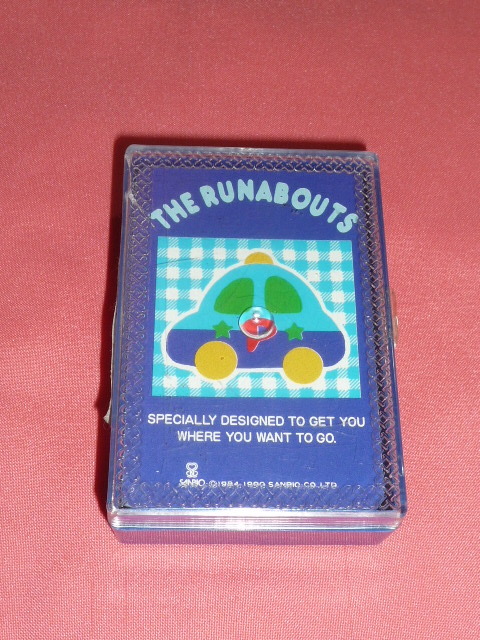 THE RUNABOUTS
SPECIALLY DESIGNED TO GET YOU
WHERE YOU WANT TO GO.
SANRIO ©1984, 1990 SANRIO CO., LTD.